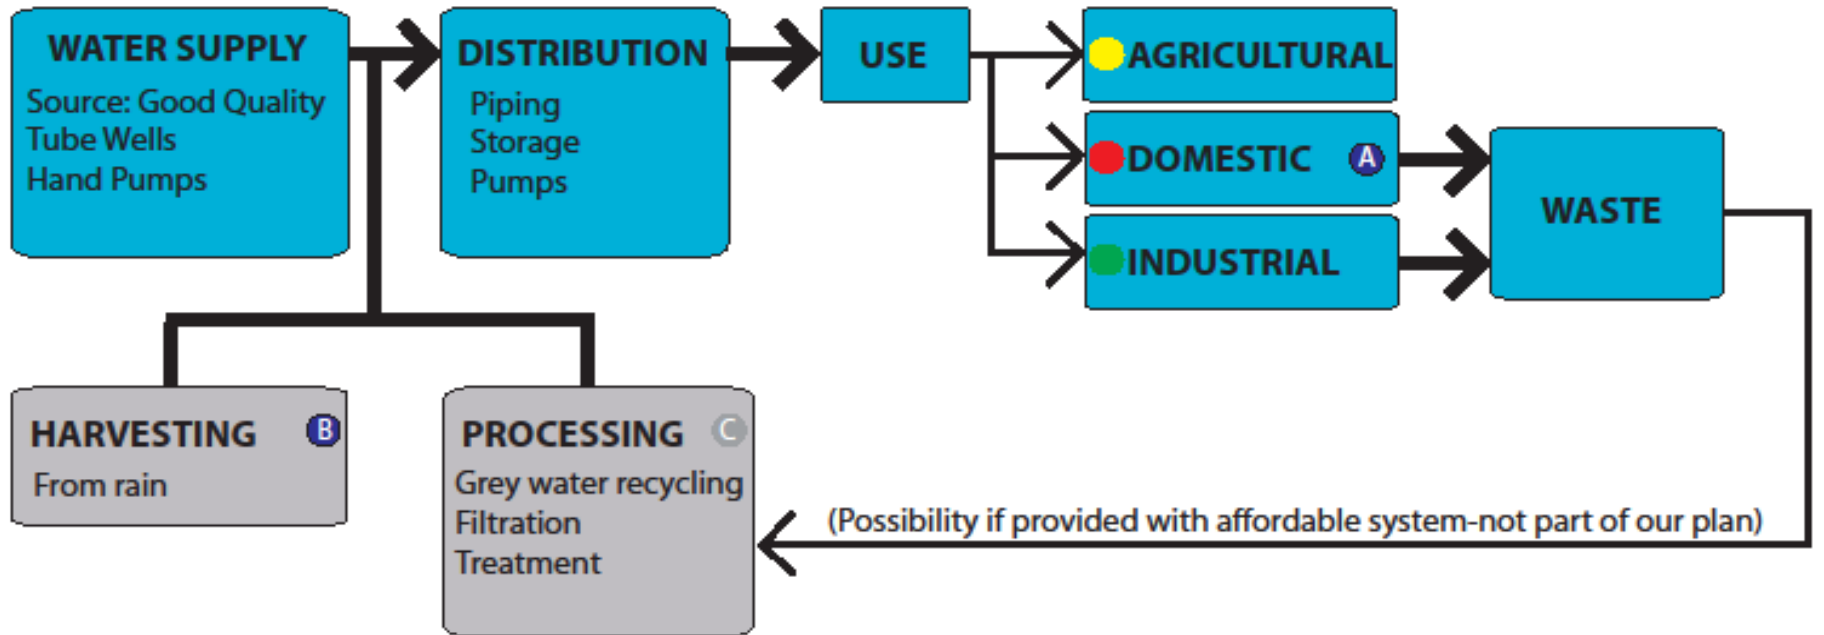 WATER SUPPLY
Source: Good Quality
Tube Wells
Hand Pumps
DISTRIBUTION
Piping
Storage
Pumps
USE
AGRICULTURAL
DOMESTIC A
INDUSTRIAL
WASTE
HARVESTING B
From rain
PROCESSING C
Grey water recycling
Filtration
Treatment
(Possibility if provided with affordable system-not part of our plan)